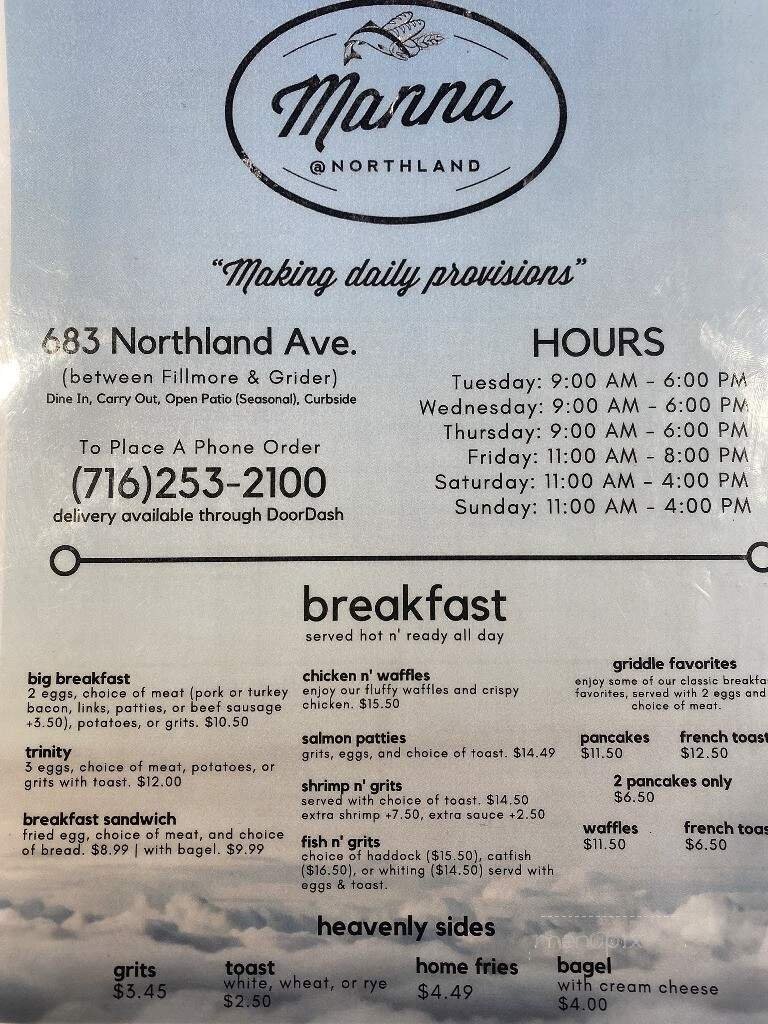 Manna
@NORTHLAND
"Making daily provisions"
683 Northland Ave.
(between Fillmore & Grider)
Dine In, Carry Out, Open Patio (Seasonal), Curbside
To Place A Phone Order
(716)253-2100
delivery available through DoorDash
HOURS
Tuesday: 9:00 AM - 6:00 PM
Wednesday: 9:00 AM - 6:00 PM
Thursday: 9:00 AM - 6:00 PM
Friday: 11:00 AM - 8:00 PM
Saturday: 11:00 AM - 4:00 PM
Sunday: 11:00 AM - 4:00 PM
breakfast
served hot n' ready all day
big breakfast
2 eggs, choice of meat (pork or turkey
bacon, links, patties, or beef sausage
+3.50), potatoes, or grits. $10.50
trinity
3 eggs, choice of meat, potatoes, or
grits with toast. $12.00
breakfast sandwich
fried egg, choice of meat, and choice
of bread. $8.99 | with bagel. $9.99
chicken n' waffles
enjoy our fluffy waffles and crispy
chicken. $15.50
salmon patties
grits, eggs, and choice of toast. $14.49
shrimp n' grits
served with choice of toast. $14.50
extra shrimp +7.50, extra sauce +2.50
fish n' grits
choice of haddock ($15.50), catfish
($16.50), or whiting ($14.50) servd with
eggs & toast.
griddle favorites
enjoy some of our classic breakfa
favorites, served with 2 eggs and
choice of meat.
pancakes
$11.50
french toast
$12.50
2 pancakes only
$6.50
waffles
$11.50
french toas
$6.50
heavenly sides
grits
$3.45
toast
white, wheat, or rye
$2.50
home fries
$4.49
bagel
with cream cheese
$4.00